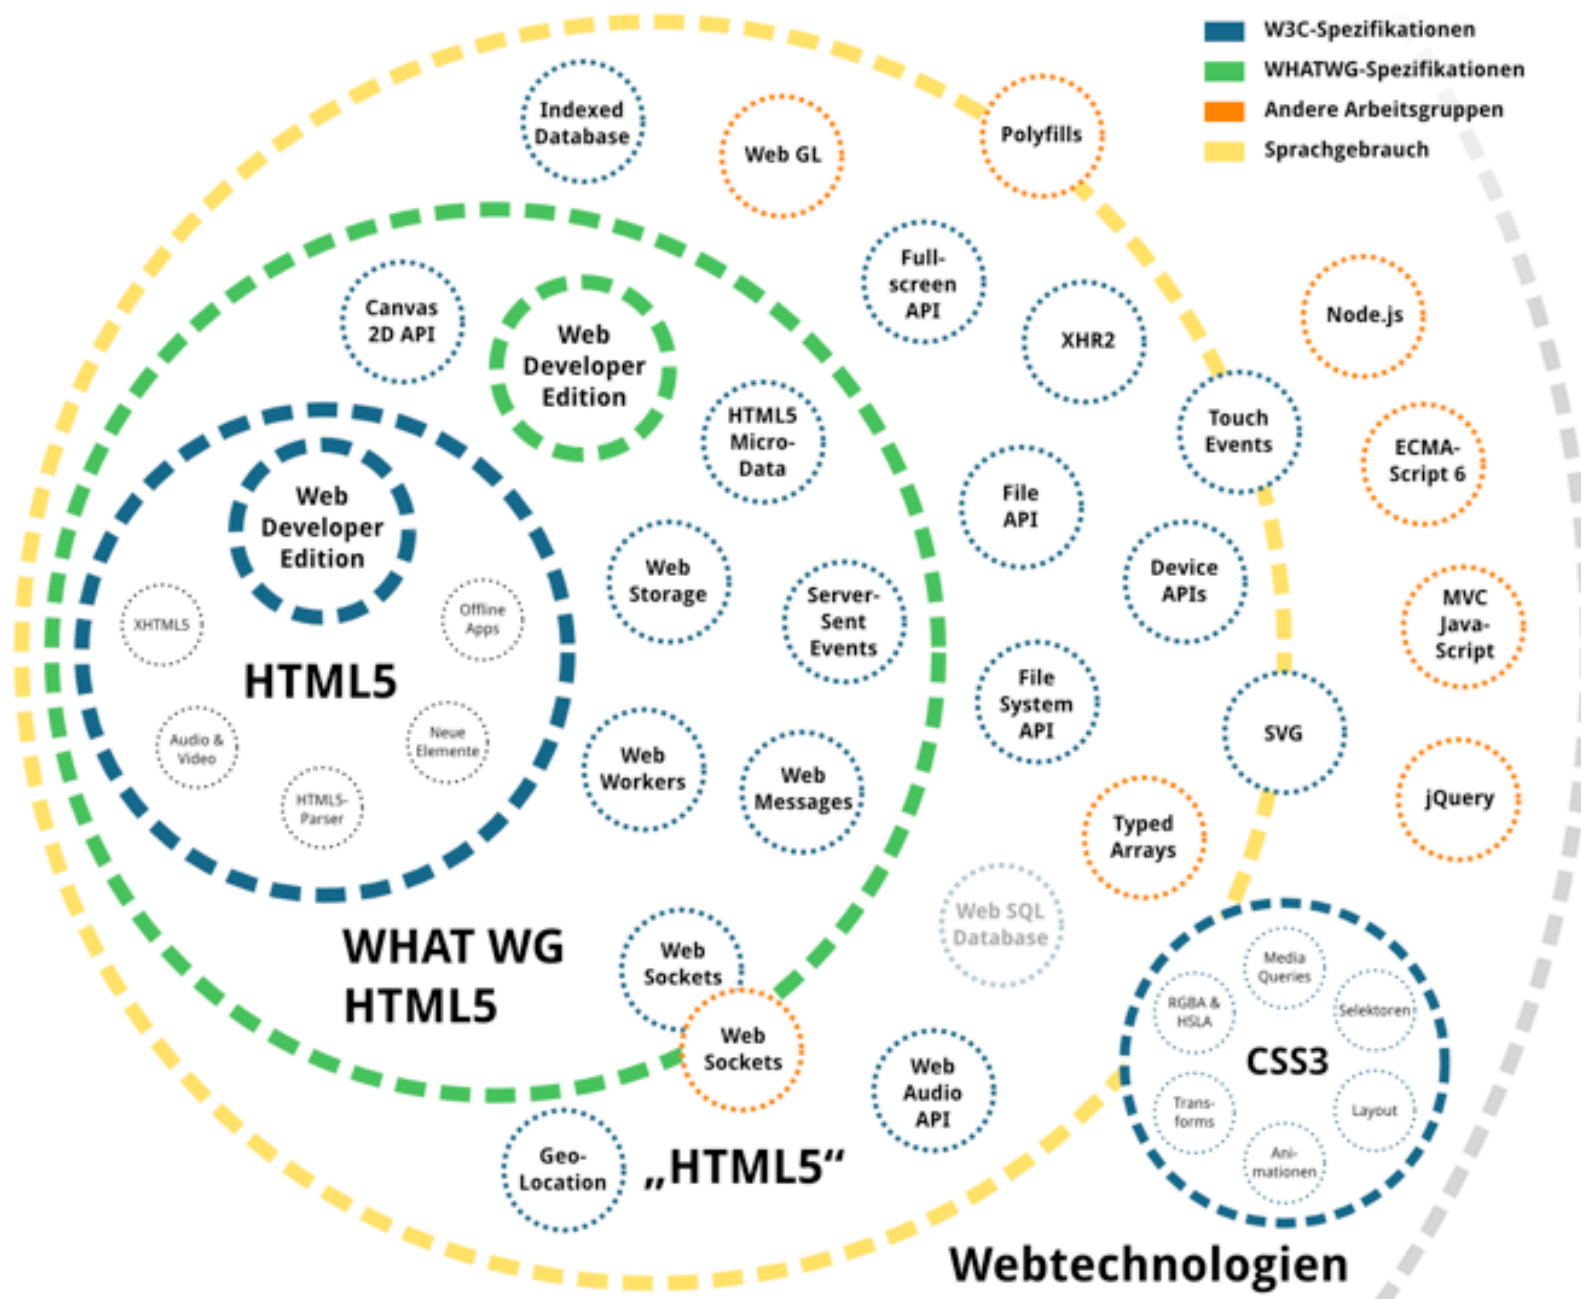 W3C-Spezifikationen
WHATWG-Spezifikationen
Andere Arbeitsgruppen
Sprachgebrauch
Indexed
Database
Web GL
Polyfills
Full-
screen
API
XHR2
Node.js
Canvas
2D API
Web
Developer
Edition
HTML5
Micro-
Data
Touch
Events
ECMA-
Script 6
Web
Developer
Edition
File
API
Web
Storage
Server-
Sent
Events
Device
APIs
MVC
Java-
Script
XHTML5
Offline
Apps
HTML5
Audio &
Video
Neue
Elemente
HTML5-
Parser
Web
Workers
Web
Messages
File
System
API
SVG
Typed
Arrays
jQuery
WHAT WG
HTML5
Web
Sockets
Web
Sockets
Web SQL
Database
Web
Audio
API
Geo-
Location
„HTML5“
Media
Queries
RGBA &
HSLA
Selektoren
CSS3
Trans-
forms
Layout
Ani-
mationen
Webtechnologien